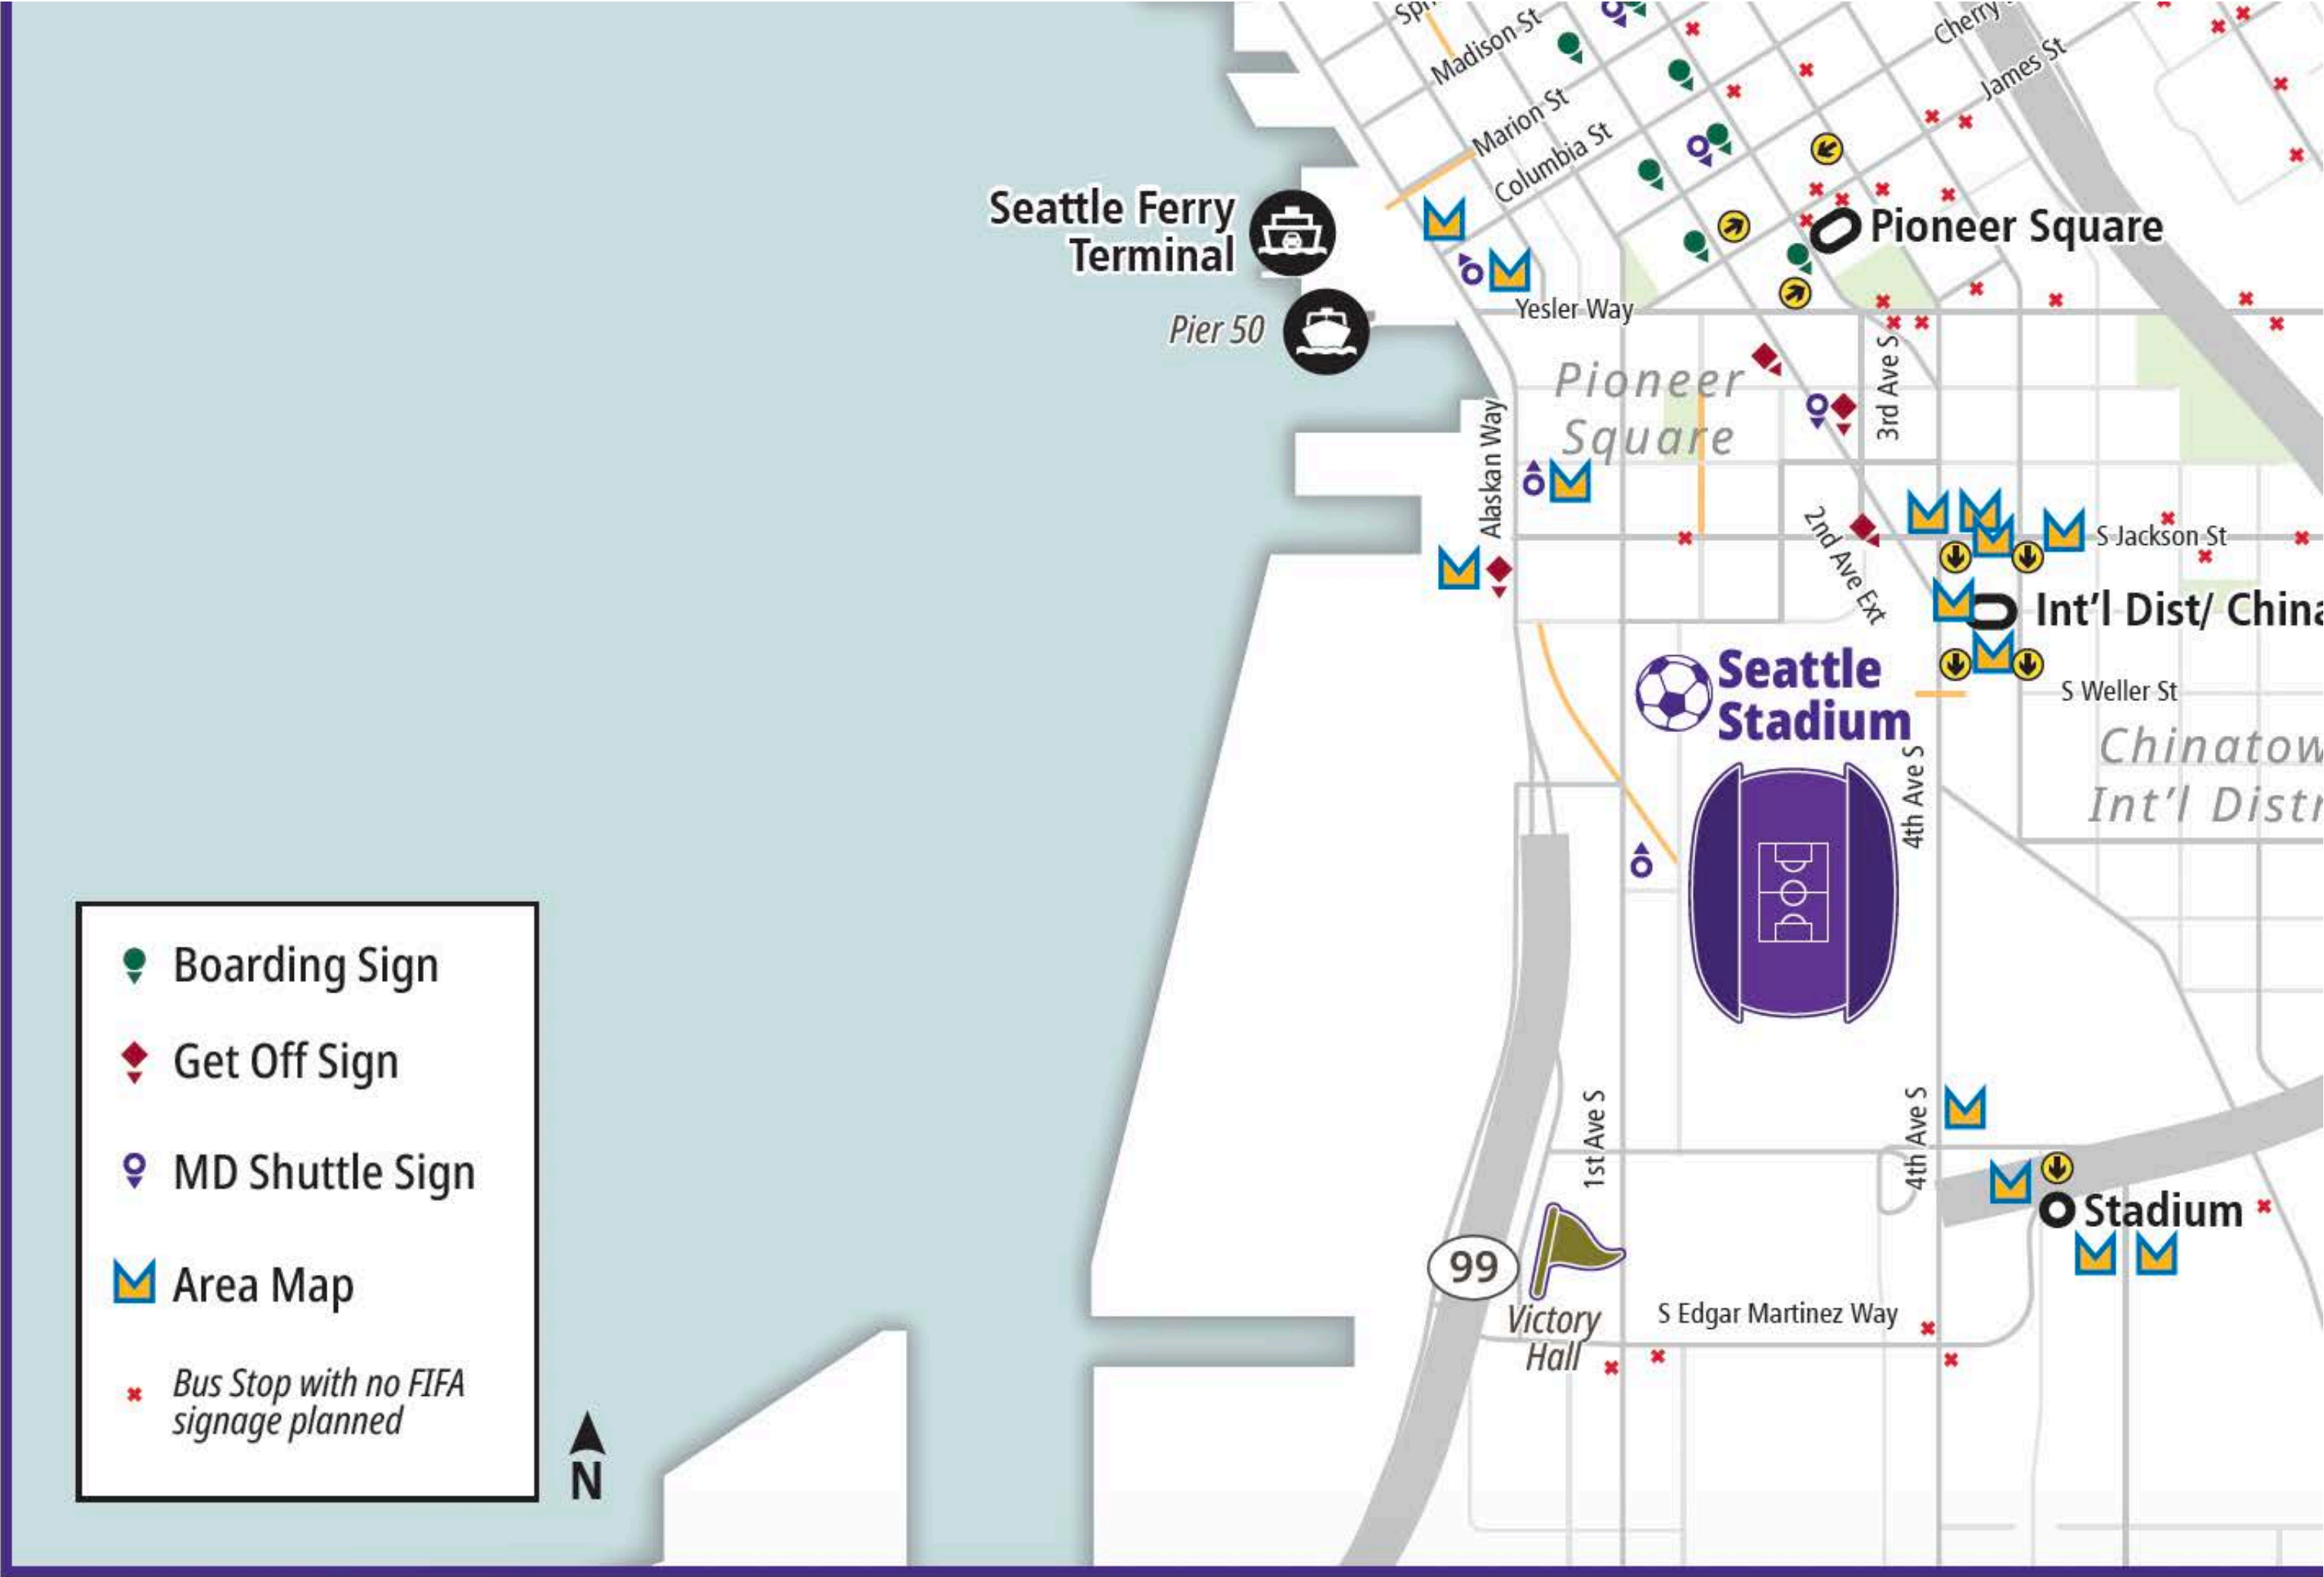 Madison St
Cherry
James St
Marion St
Columbia St
Seattle Ferry
Terminal
Pioneer Square
Pier 50
Yesler Way
Pioneer
Square
3rd Ave S
Alaskan Way
2nd Ave Ext
S Jackson St
Int'l Dist/
Seattle
Stadium
S Weller St
4th Ave S
Int'l
Boarding Sign
Get Off Sign
MD Shuttle Sign
Area Map
Bus Stop with no FIFA
signage planned
N
1st Ave S
4th Ave S
Stadium
99
Victory
Hall
S Edgar Martinez Way